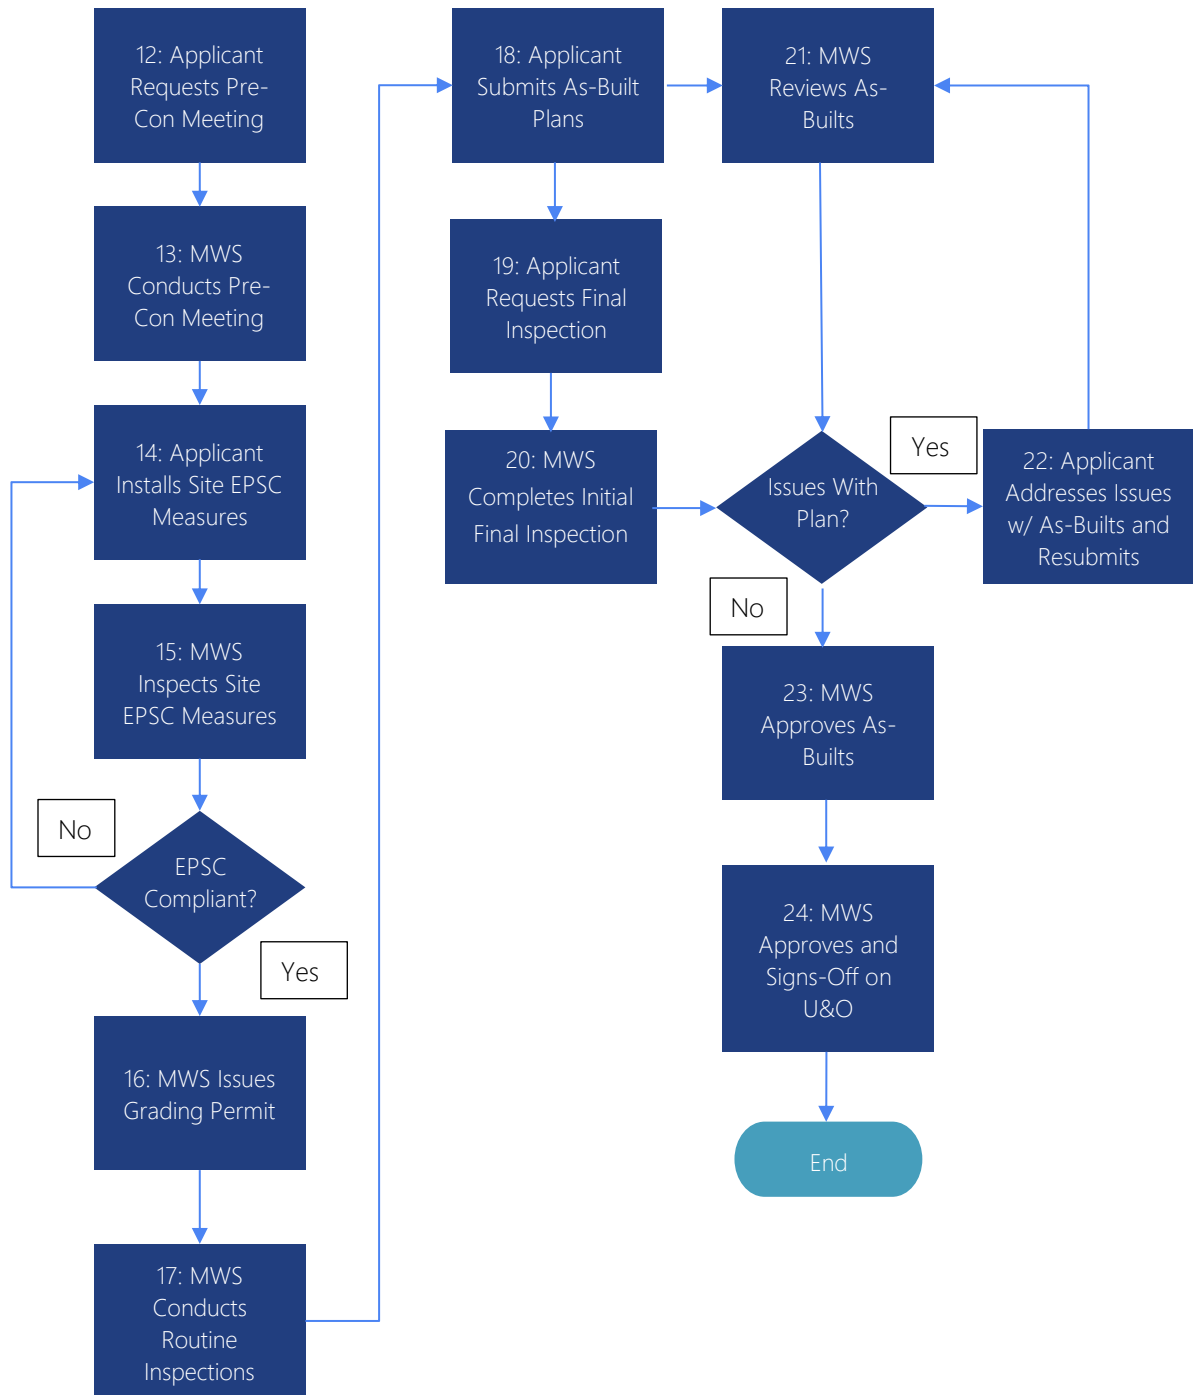 12: Applicant
Requests Pre-
Con Meeting
13: MWS
Conducts Pre-
Con Meeting
14: Applicant
Installs Site EPSC
Measures
15: MWS
Inspects Site
EPSC Measures
No
EPSC
Compliant?
Yes
16: MWS Issues
Grading Permit
17: MWS
Conducts
Routine
Inspections
18: Applicant
Submits As-Built
Plans
19: Applicant
Requests Final
Inspection
20: MWS
Completes Initial
Final Inspection
21: MWS
Reviews As-
Builts
Issues With
Plan?
Yes
22: Applicant
Addresses Issues
w/ As-Builts and
Resubmits
No
23: MWS
Approves As-
Builts
24: MWS
Approves and
Signs-Off on
U&O
End